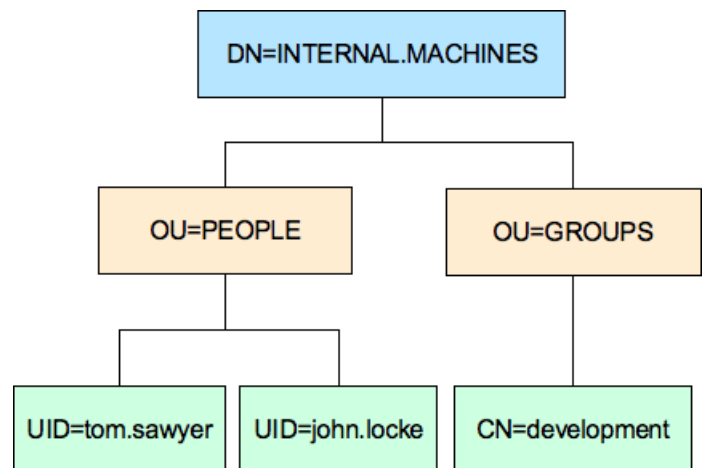 DN=INTERNAL.MACHINES
OU=PEOPLE
OU=GROUPS
UID=tom.sawyer
UID=john.locke
CN=development